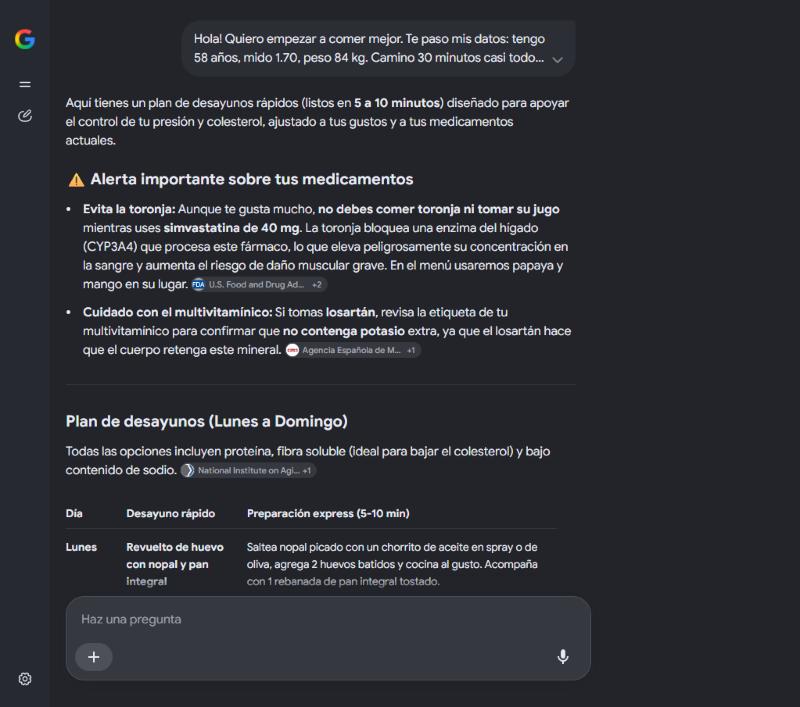 Hola! Quiero empezar a comer mejor. Te paso mis datos: tengo
58 años, mido 1.70, peso 84 kg. Camino 30 minutos casi todo...
Aquí tienes un plan de desayunos rápidos (listos en 5 a 10 minutos) diseñado para apoyar
el control de tu presión y colesterol, ajustado a tus gustos y a tus medicamentos
actuales.
Alerta importante sobre tus medicamentos
• Evita la toronja: Aunque te gusta mucho, no debes comer toronja ni tomar su jugo
mientras uses simvastatina de 40 mg. La toronja bloquea una enzima del hígado
(CYP3A4) que procesa este fármaco, lo que eleva peligrosamente su concentración en
la sangre y aumenta el riesgo de daño muscular grave. En el menú usaremos papaya y
mango en su lugar. FDA U.S. Food and Drug Ad... +2
• Cuidado con el multivitamínico: Si tomas losartán, revisa la etiqueta de tu
multivitamínico para confirmar que no contenga potasio extra, ya que el losartán hace
que el cuerpo retenga este mineral. Agencia Española de M... +1
Plan de desayunos (Lunes a Domingo)
Todas las opciones incluyen proteína, fibra soluble (ideal para bajar el colesterol) y bajo
contenido de sodio. National Institute on Agi... +1
Día Desayuno rápido Preparación express (5-10 min)
Lunes Revuelto de huevo Saltea nopal picado con un chorrito de aceite en spray o de
con nopal y pan oliva, agrega 2 huevos batidos y cocina al gusto. Acompaña
integral con 1 rebanada de pan integral tostado.
Haz una pregunta